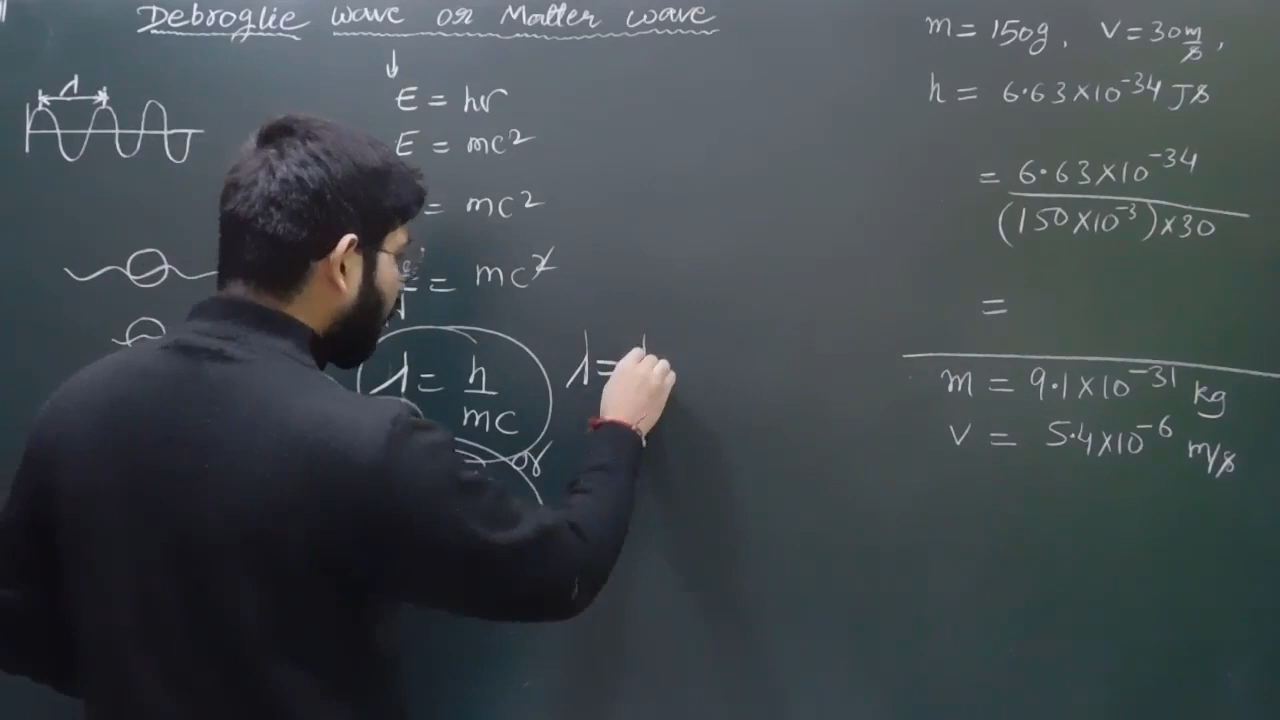 Debroglie wave or Matter wave
λ
E = hν
E = mc²
= mc²
= mc²
λ
λ = h
mc
or
λ =
m = 150g, v = 30 m/s,
h = 6.63×10⁻³⁴ Js
= 6.63×10⁻³⁴
(150×10⁻³)×30
=
m = 9.1×10⁻³¹ kg
v = 5.4×10⁻⁶ m/s